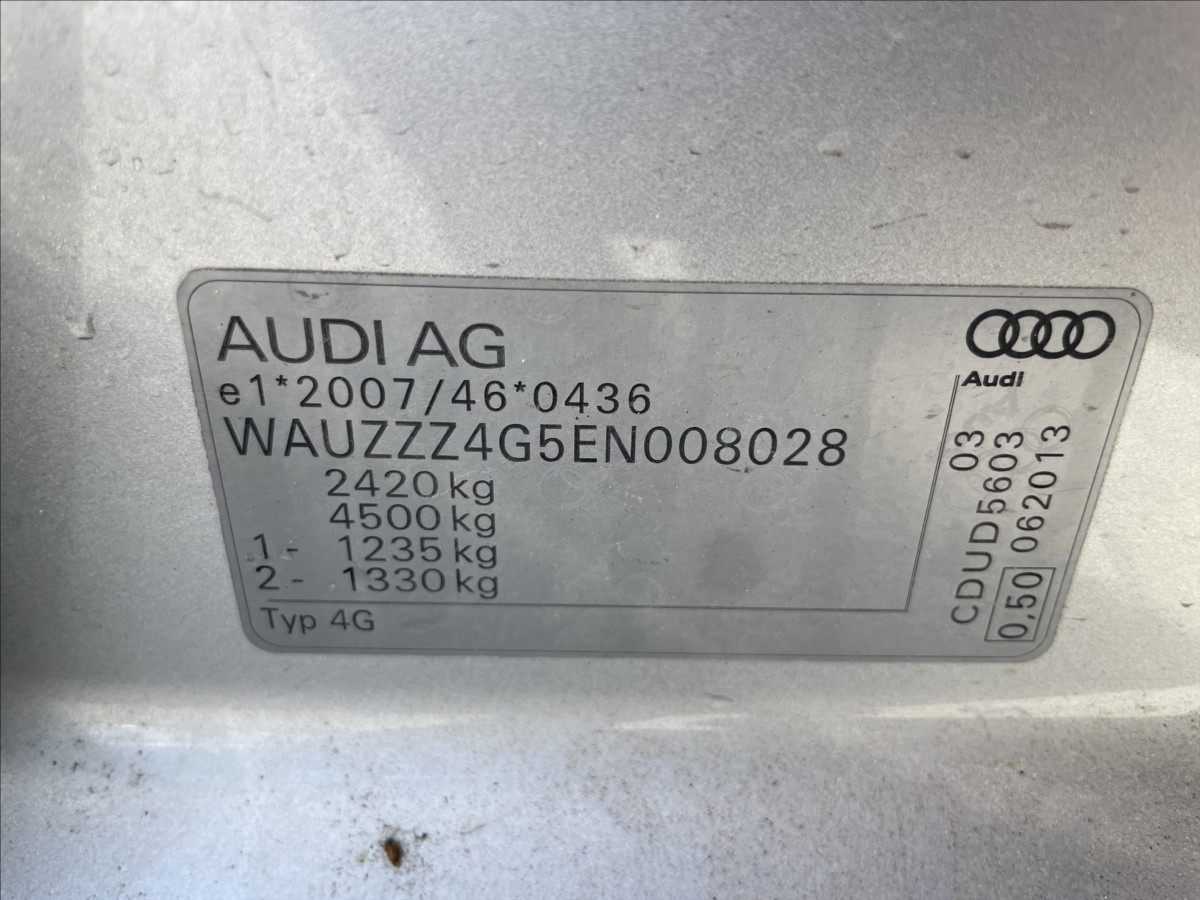 AUDI AG
e1*2007/46*0436
WAUZZZ4G5EN008028
2420 kg
4500 kg
1 - 1235 kg
2 - 1330 kg
Typ 4G
Audi
03
CDUD5603
0,50 062013